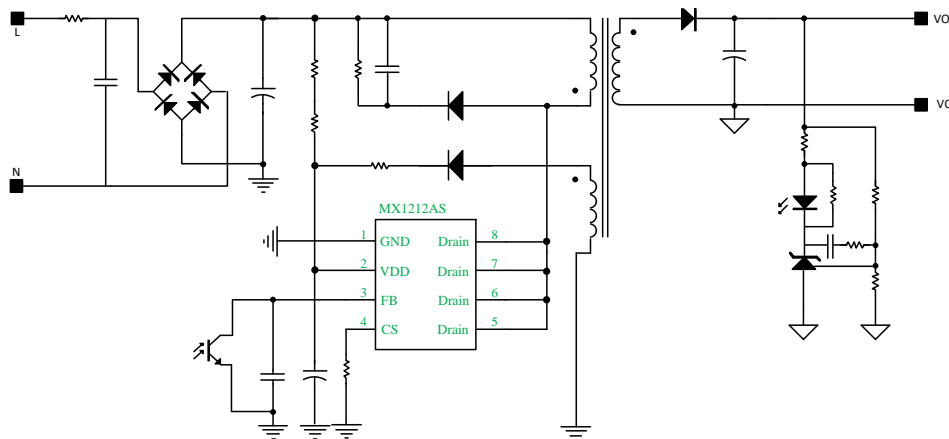 L
VO
VO
N
MX1212AS
1 GND Drain 8
2 VDD Drain 7
3 FB Drain 6
4 CS Drain 5